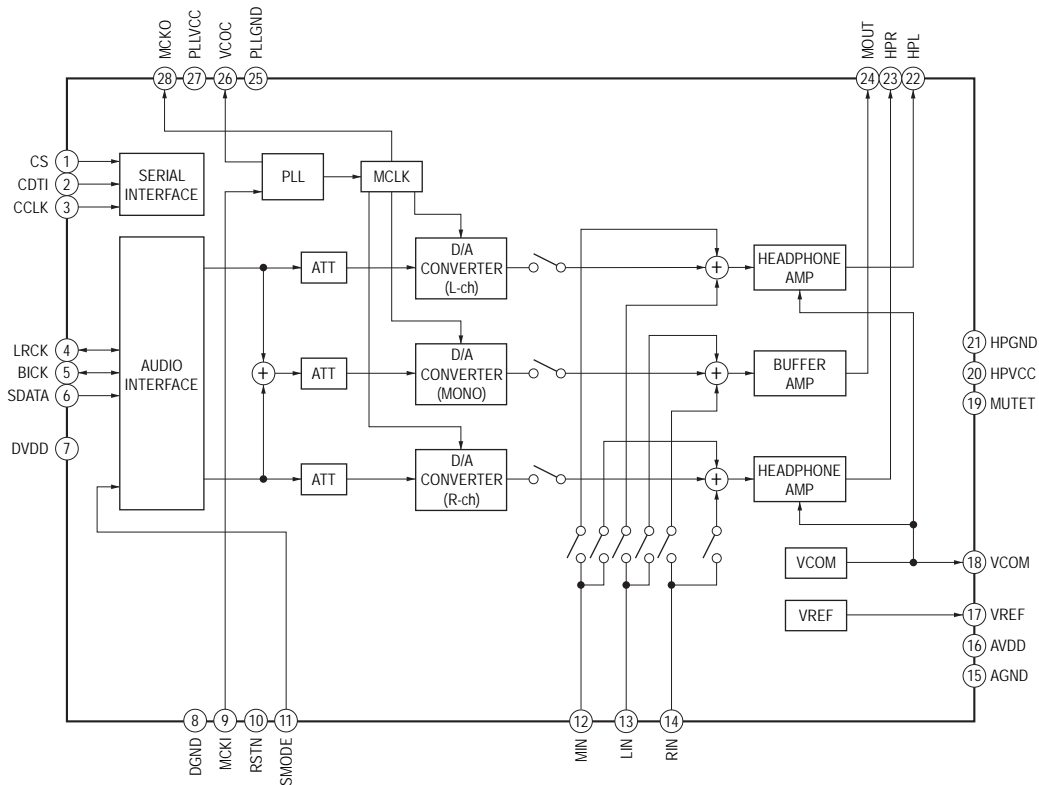 MCKO
PLLVCC
VCOC
PLLGND
MOUT
HPR
HPL
28
27
26
25
24
23
22
CS 1
CDTI 2
CCLK 3
SERIAL
INTERFACE
PLL
MCLK
D/A
CONVERTER
(L-ch)
ATT
+
HEADPHONE
AMP
LRCK 4
BICK 5
SDATA 6
DVDD 7
AUDIO
INTERFACE
+
ATT
D/A
CONVERTER
(MONO)
+
BUFFER
AMP
21 HPGND
20 HPVCC
19 MUTET
ATT
D/A
CONVERTER
(R-ch)
+
HEADPHONE
AMP
VCOM
18 VCOM
VREF
17 VREF
16 AVDD
15 AGND
8
9
10
11
12
13
14
DGND
MCKI
RSTN
SMODE
MIN
LIN
RIN